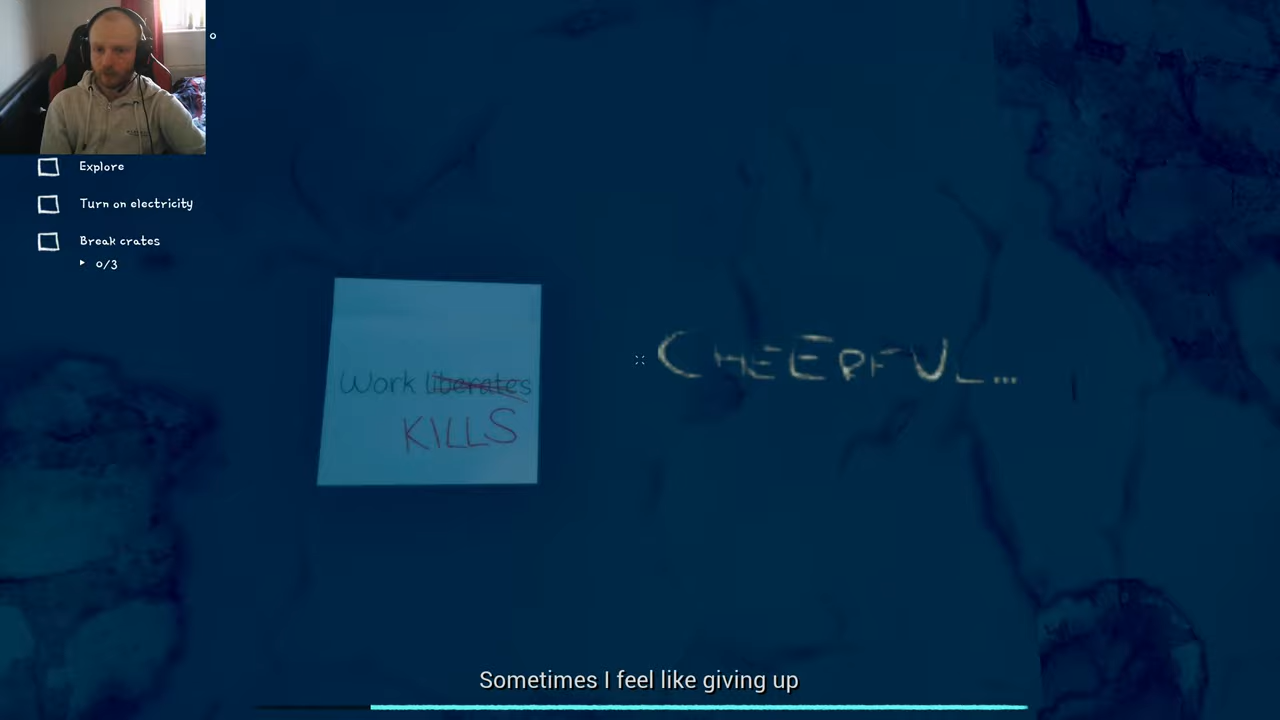 Explore
Turn on electricity
Break crates
0/3
Work liberates
KILLS
CHEERFUL...
Sometimes I feel like giving up